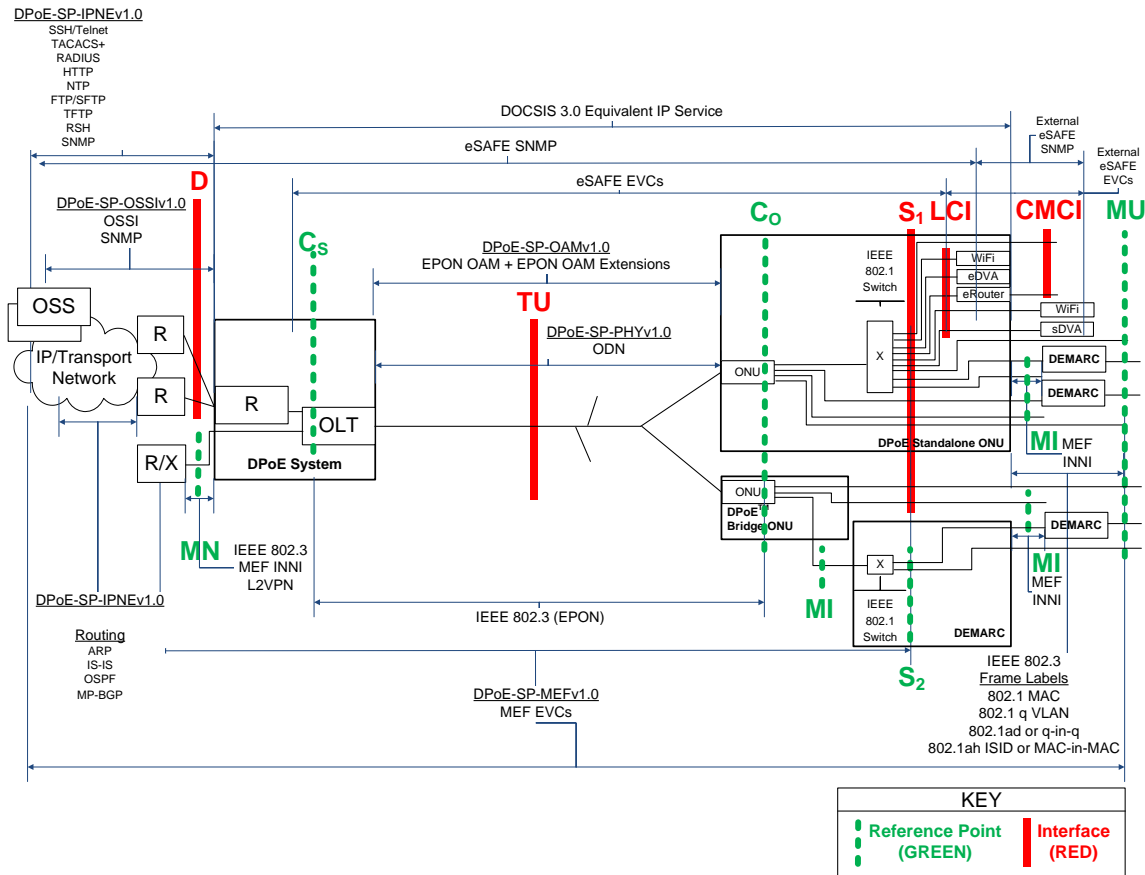 DPoE-SP-IPNEv1.0
SSH/Telnet
TACACS+
RADIUS
HTTP
NTP
FTP/SFTP
TFTP
RSH
SNMP
DOCSIS 3.0 Equivalent IP Service
eSAFE SNMP
External
eSAFE
SNMP
External
eSAFE
EVCs
eSAFE EVCs
D
DPoE-SP-OSSIv1.0
OSSI
SNMP
CS
DPoE-SP-OAMv1.0
EPON OAM + EPON OAM Extensions
CO
S1
LCI
CMCI
MU
TU
DPoE-SP-PHYv1.0
ODN
IEEE
802.1
Switch
WiFi
eDVA
eRouter
WiFi
sDVA
OSS
IP/Transport
Network
R
R
R
OLT
DPoE System
R/X
ONU
X
DEMARC
DEMARC
DPoE Standalone ONU
MI
MEF
INNI
MN
IEEE 802.3
MEF INNI
L2VPN
ONU
DPoE™
Bridge ONU
MI
X
IEEE
802.1
Switch
DEMARC
DEMARC
MI
MEF
INNI
DPoE-SP-IPNEv1.0
IEEE 802.3 (EPON)
Routing
ARP
IS-IS
OSPF
MP-BGP
S2
DPoE-SP-MEFv1.0
MEF EVCs
IEEE 802.3
Frame Labels
802.1 MAC
802.1 q VLAN
802.1ad or q-in-q
802.1ah ISID or MAC-in-MAC
KEY
Reference Point
(GREEN)
Interface
(RED)